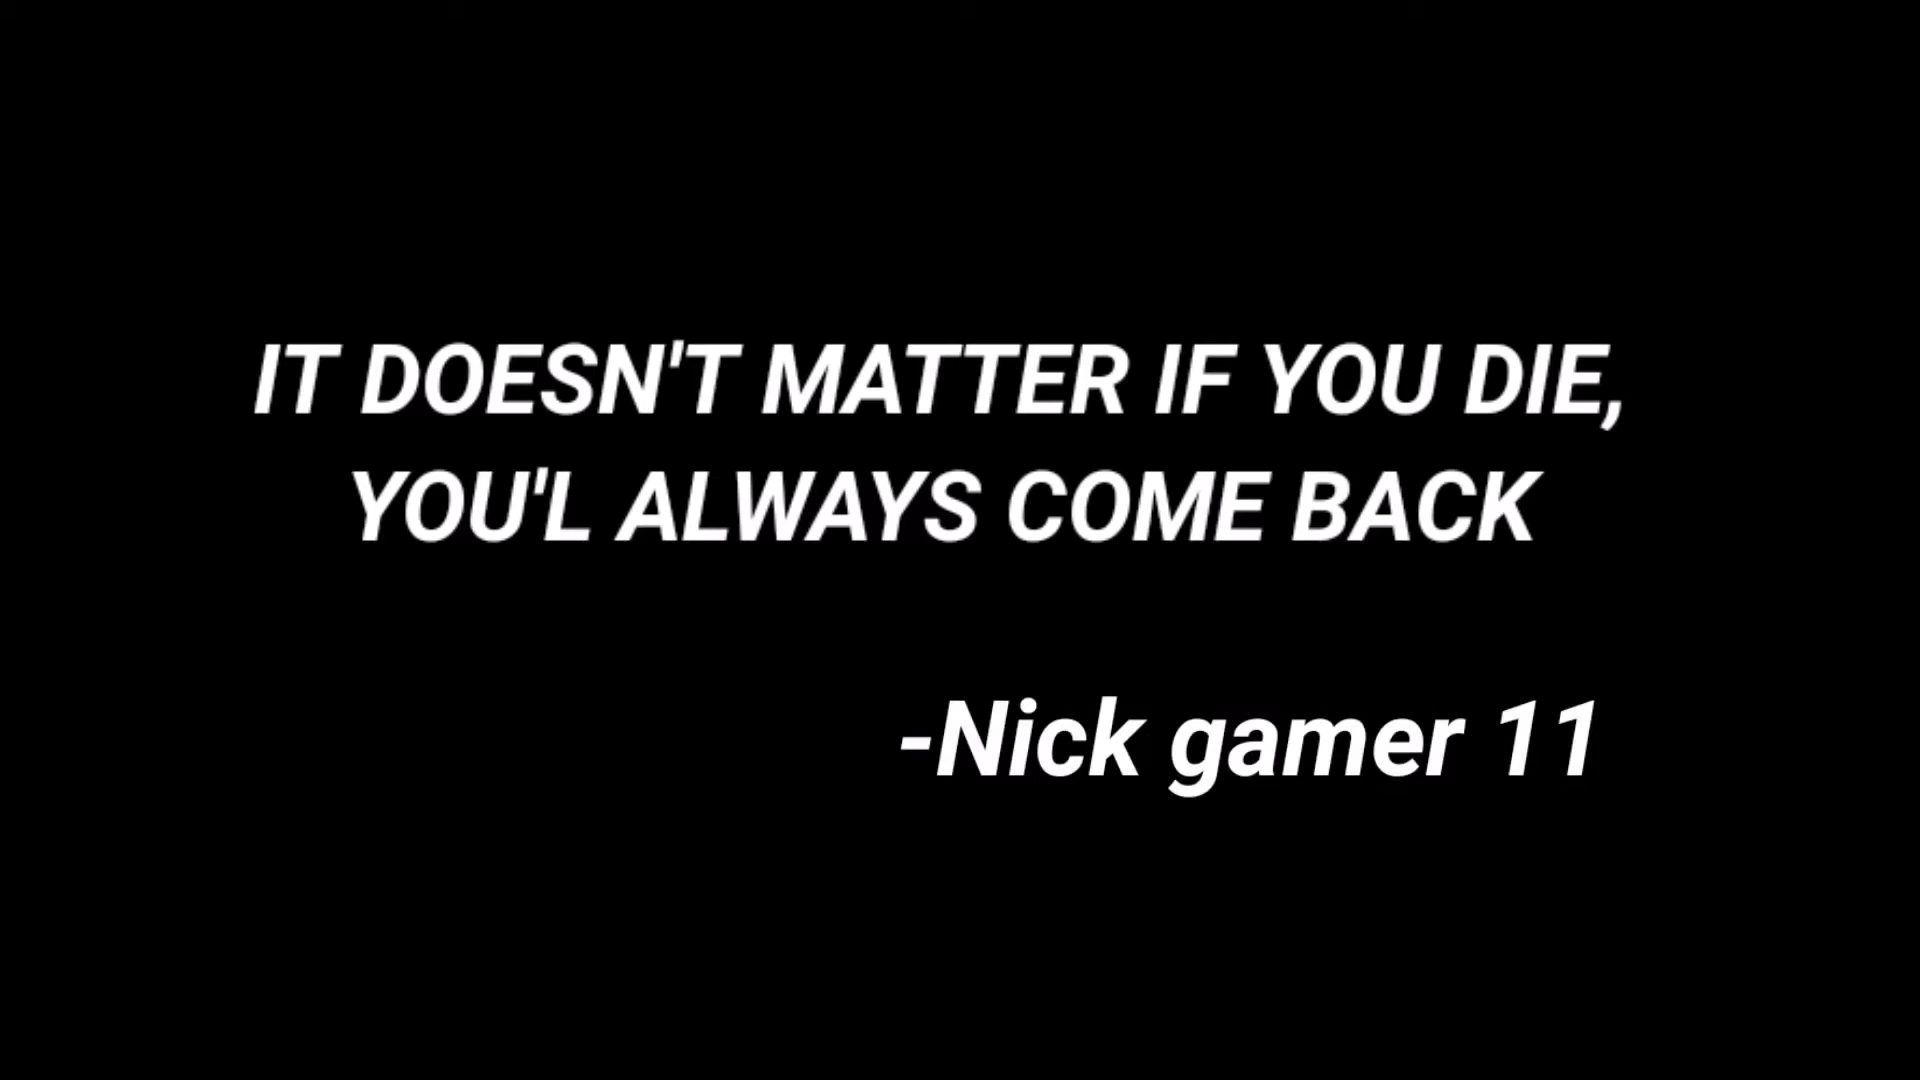 IT DOESN'T MATTER IF YOU DIE,
YOU'L ALWAYS COME BACK
-Nick gamer 11